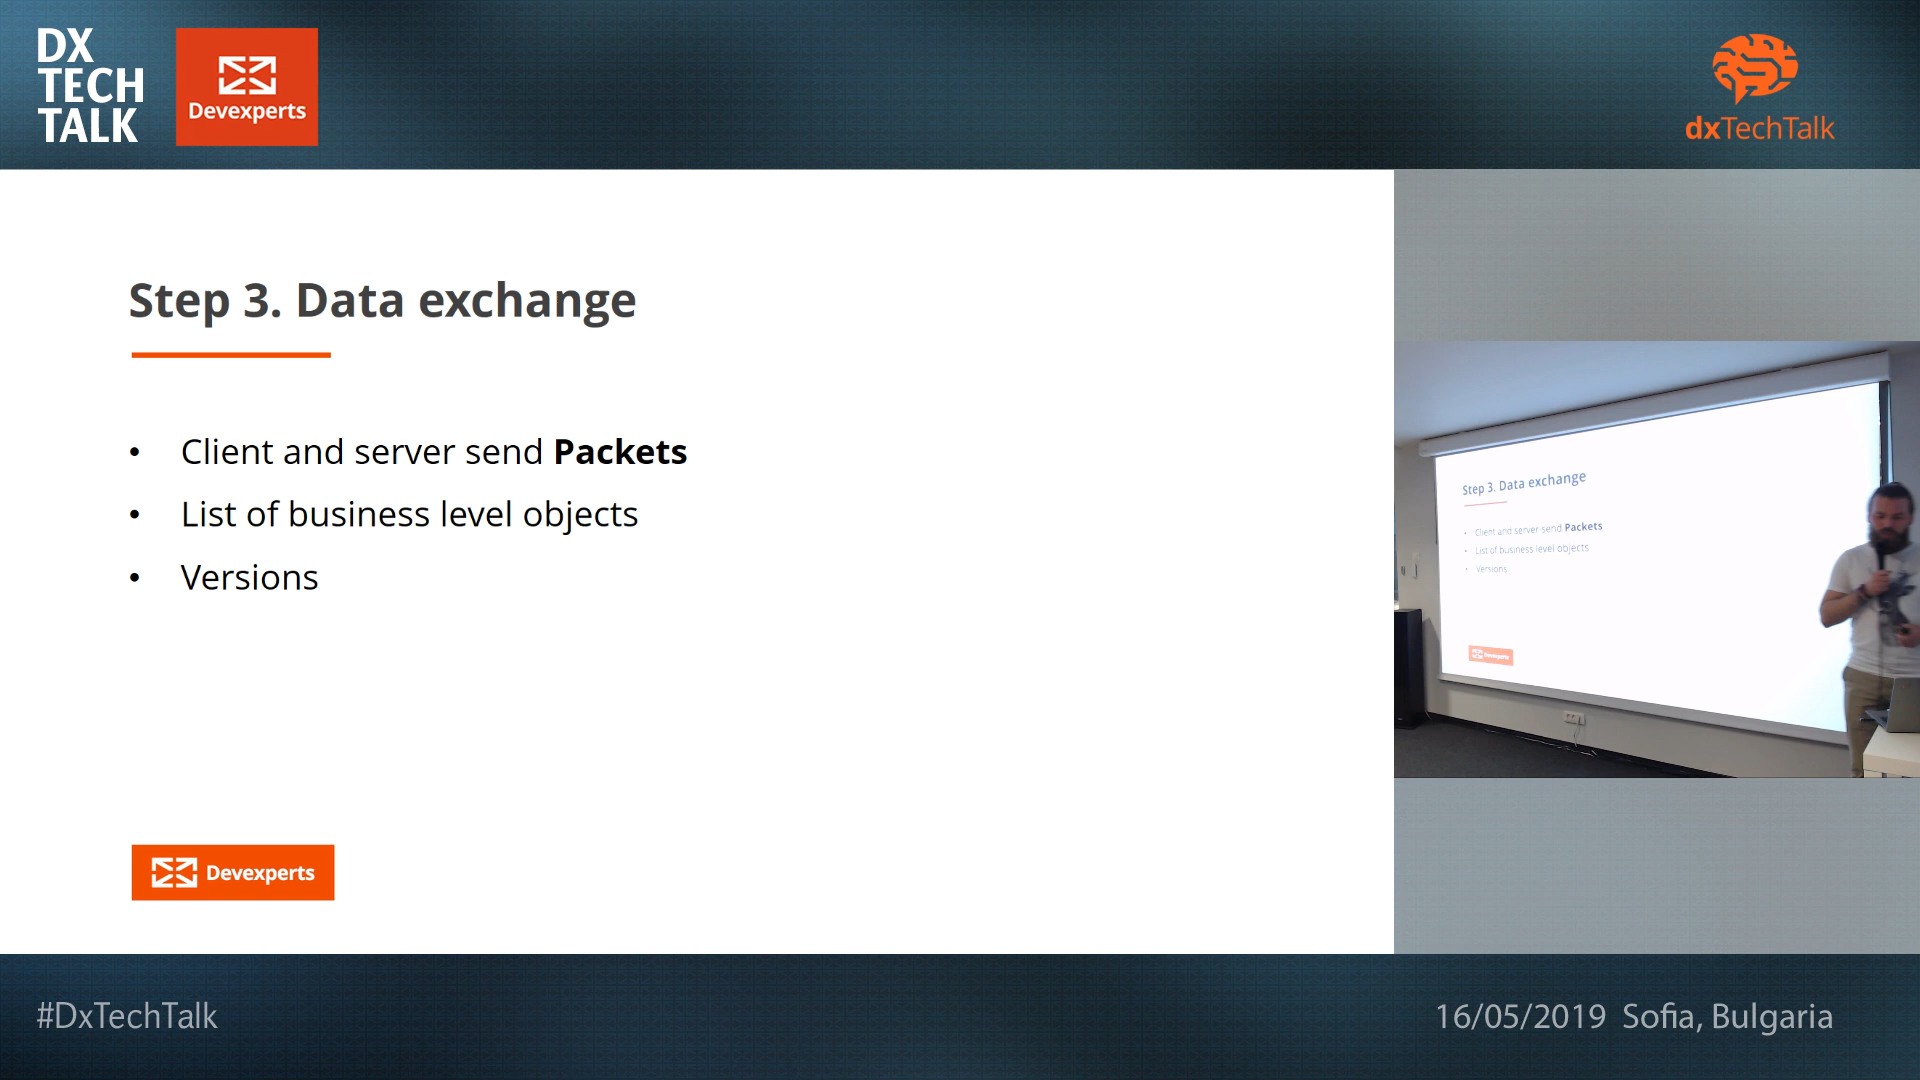 DX
TECH
TALK
Devexperts
dxTechTalk
Step 3. Data exchange
• Client and server send Packets
• List of business level objects
• Versions
Devexperts
Step 3. Data exchange
• Client and server send Packets
• List of business level objects
• Versions
Devexperts
#DxTechTalk
16/05/2019 Sofia, Bulgaria